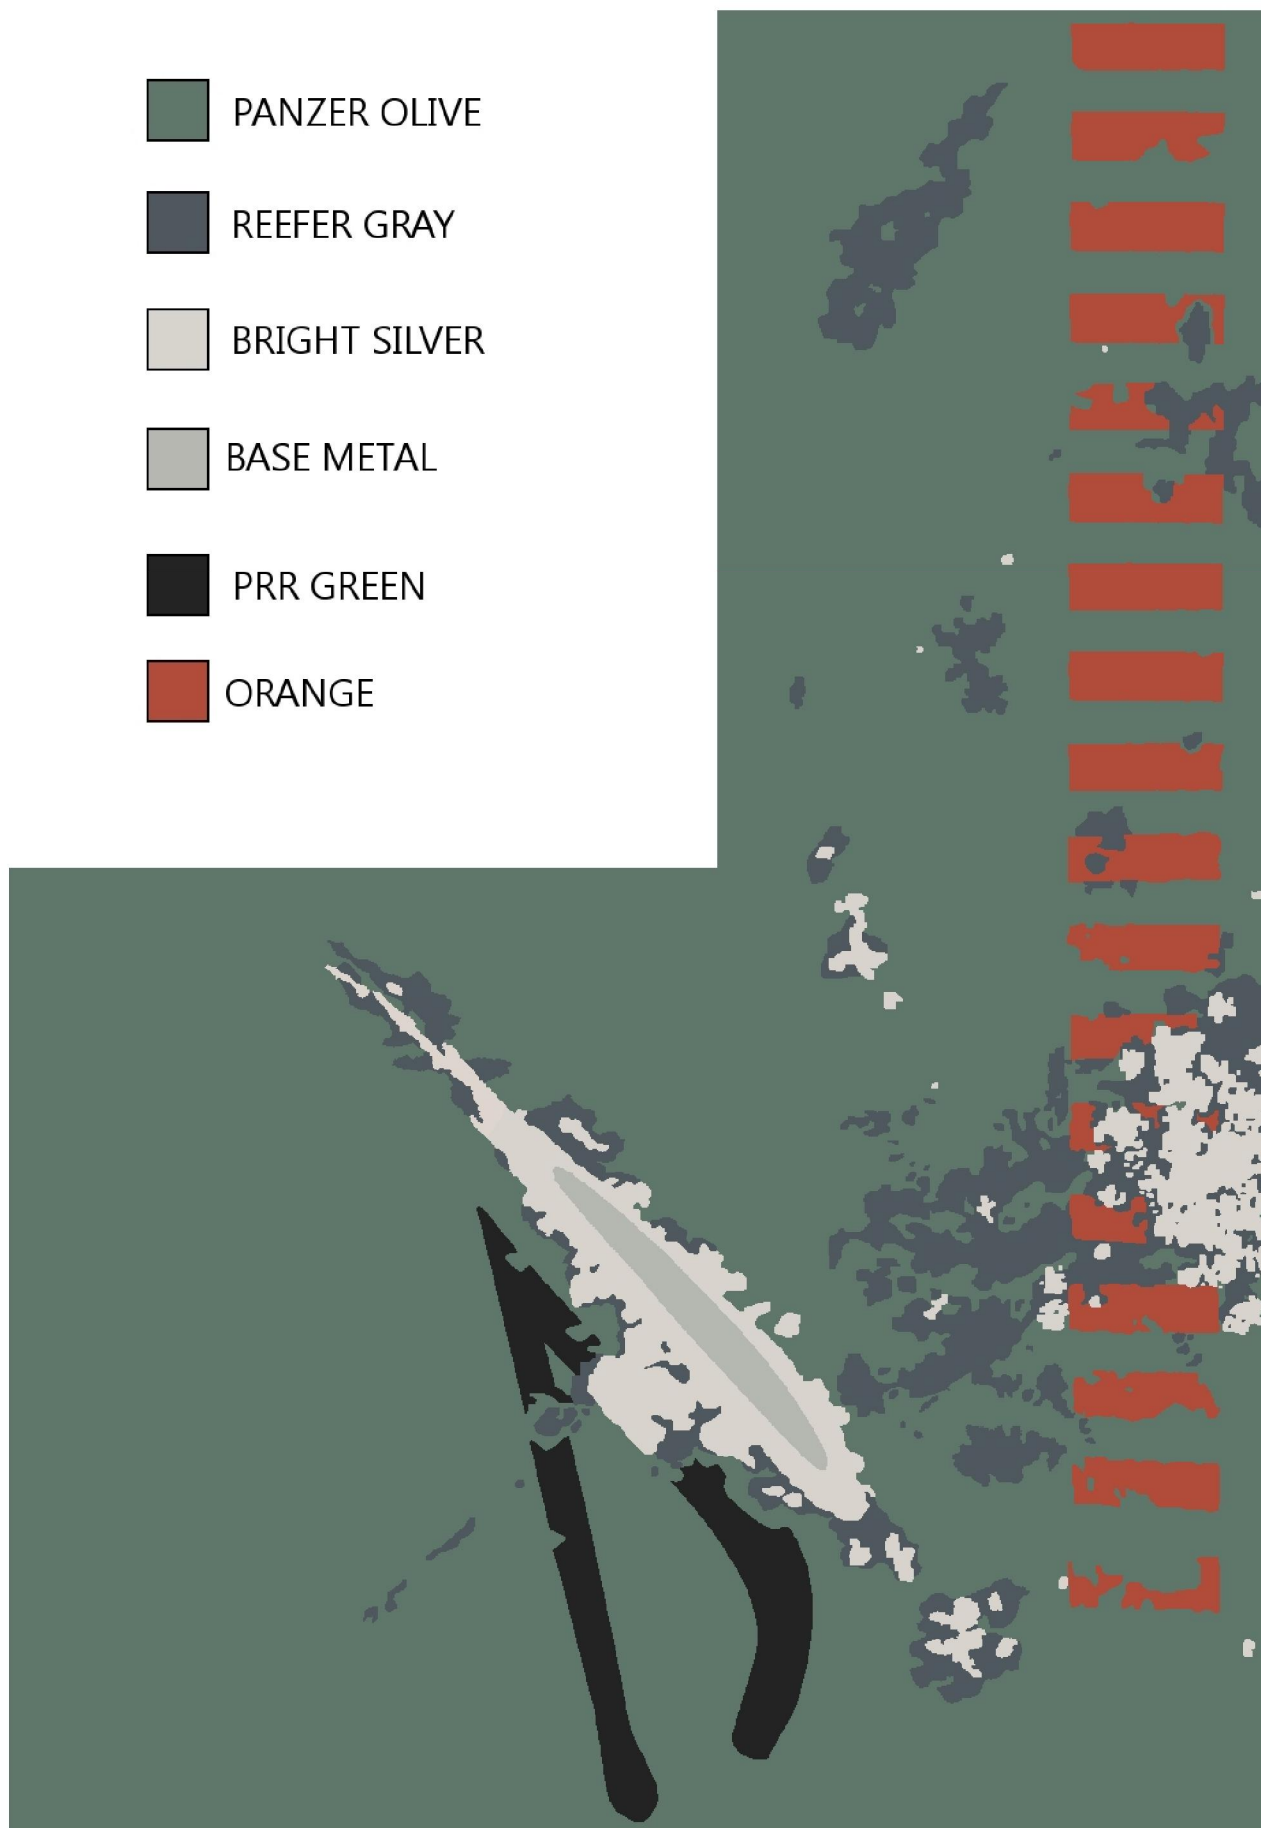 PANZER OLIVE
REEFER GRAY
BRIGHT SILVER
BASE METAL
PRR GREEN
ORANGE